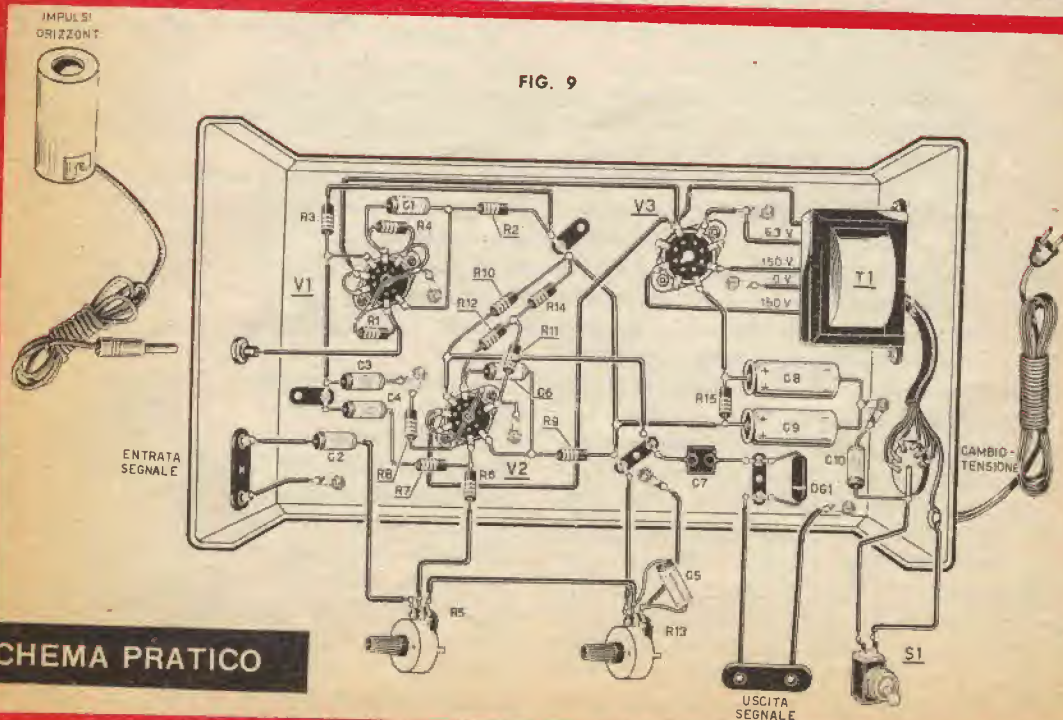 IMPULSI
ORIZZONT.
FIG. 9
R3
C1
R4
R2
V3
6.3 V
150 V
0 V
150 V
T1
V1
R10
R12
R14
R11
R1
C3
C4
C6
R15
C8
C9
C2
R8
R7
R6
V2
R9
C7
DG1
C10
ENTRATA
SEGNALE
CAMBIO-
TENSIONE
R5
C5
R13
S1
CHEMA PRATICO
USCITA
SEGNALE